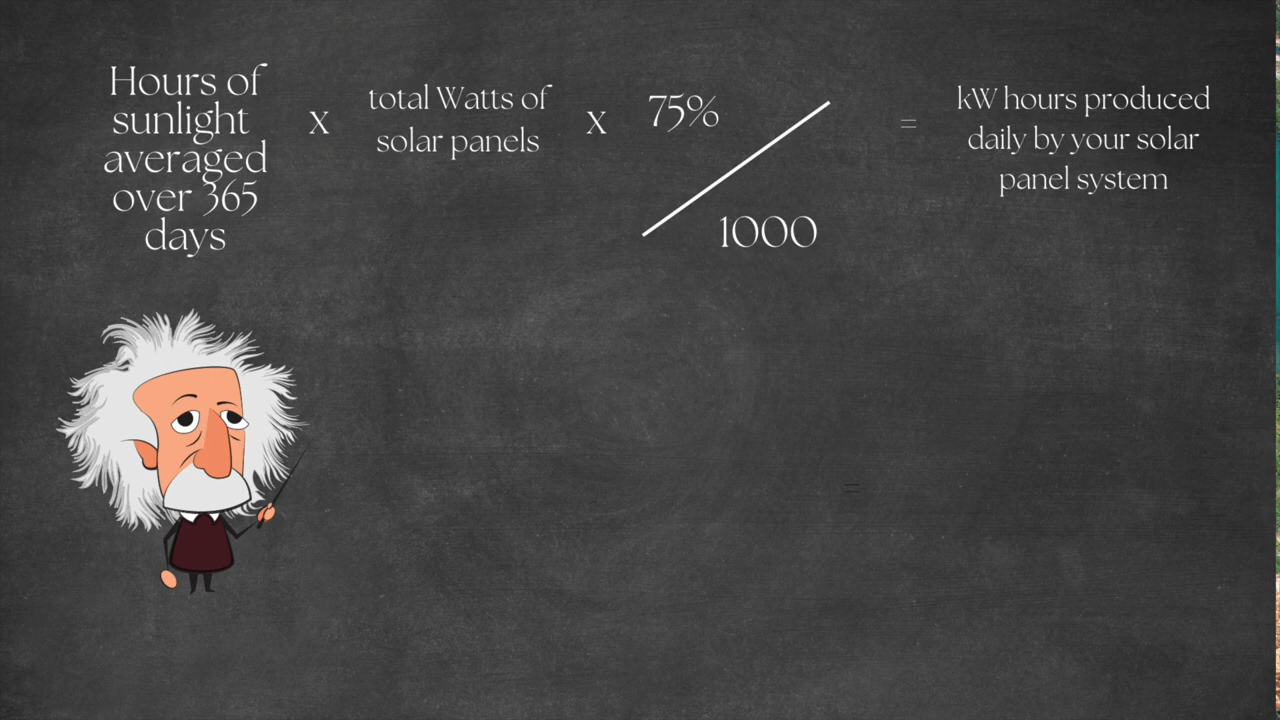 Hours of
sunlight
averaged
over 365
days
x
total Watts of
solar panels
x
75%
/
1000
=
kW hours produced
daily by your solar
panel system
=